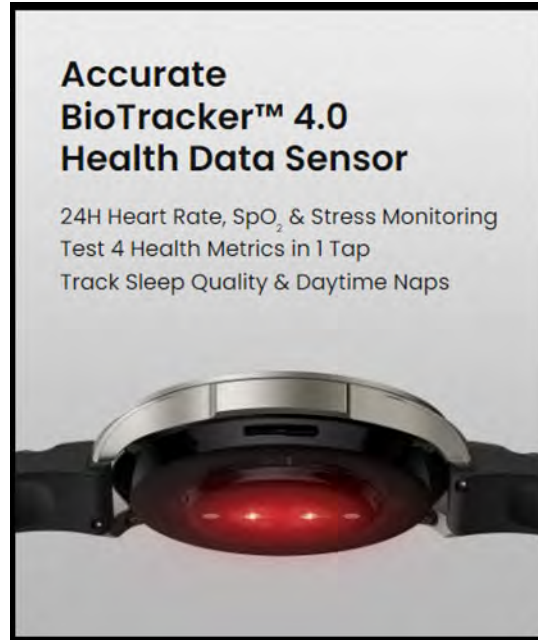 Accurate
BioTracker™ 4.0
Health Data Sensor
24H Heart Rate, SpO₂ & Stress Monitoring
Test 4 Health Metrics in 1 Tap
Track Sleep Quality & Daytime Naps